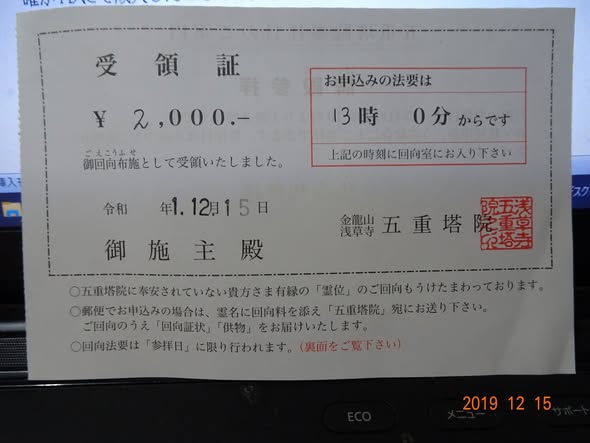 受領証
¥ 2,000.-
ごえこうふせ
御回向布施として受領いたしました。
お申込みの法要は
13時 0分からです
上記の時刻に回向室にお入り下さい
令和 年1.12月15日
金龍山
浅草寺 五重塔院
浅草寺
五重塔
院之印
御施主殿
○五重塔院に奉安されていない貴方さま有縁の「霊位」のご回向もうけたまわっております。
○郵便でお申込みの場合は、霊名に回向料を添え「五重塔院」宛にお送り下さい。
ご回向のうえ「回向証状」「供物」をお届けいたします。
○回向法要は「参拝日」に限り行われます。(裏面をご覧下さい)
2019 12 15
ECO
メニュー
サポート